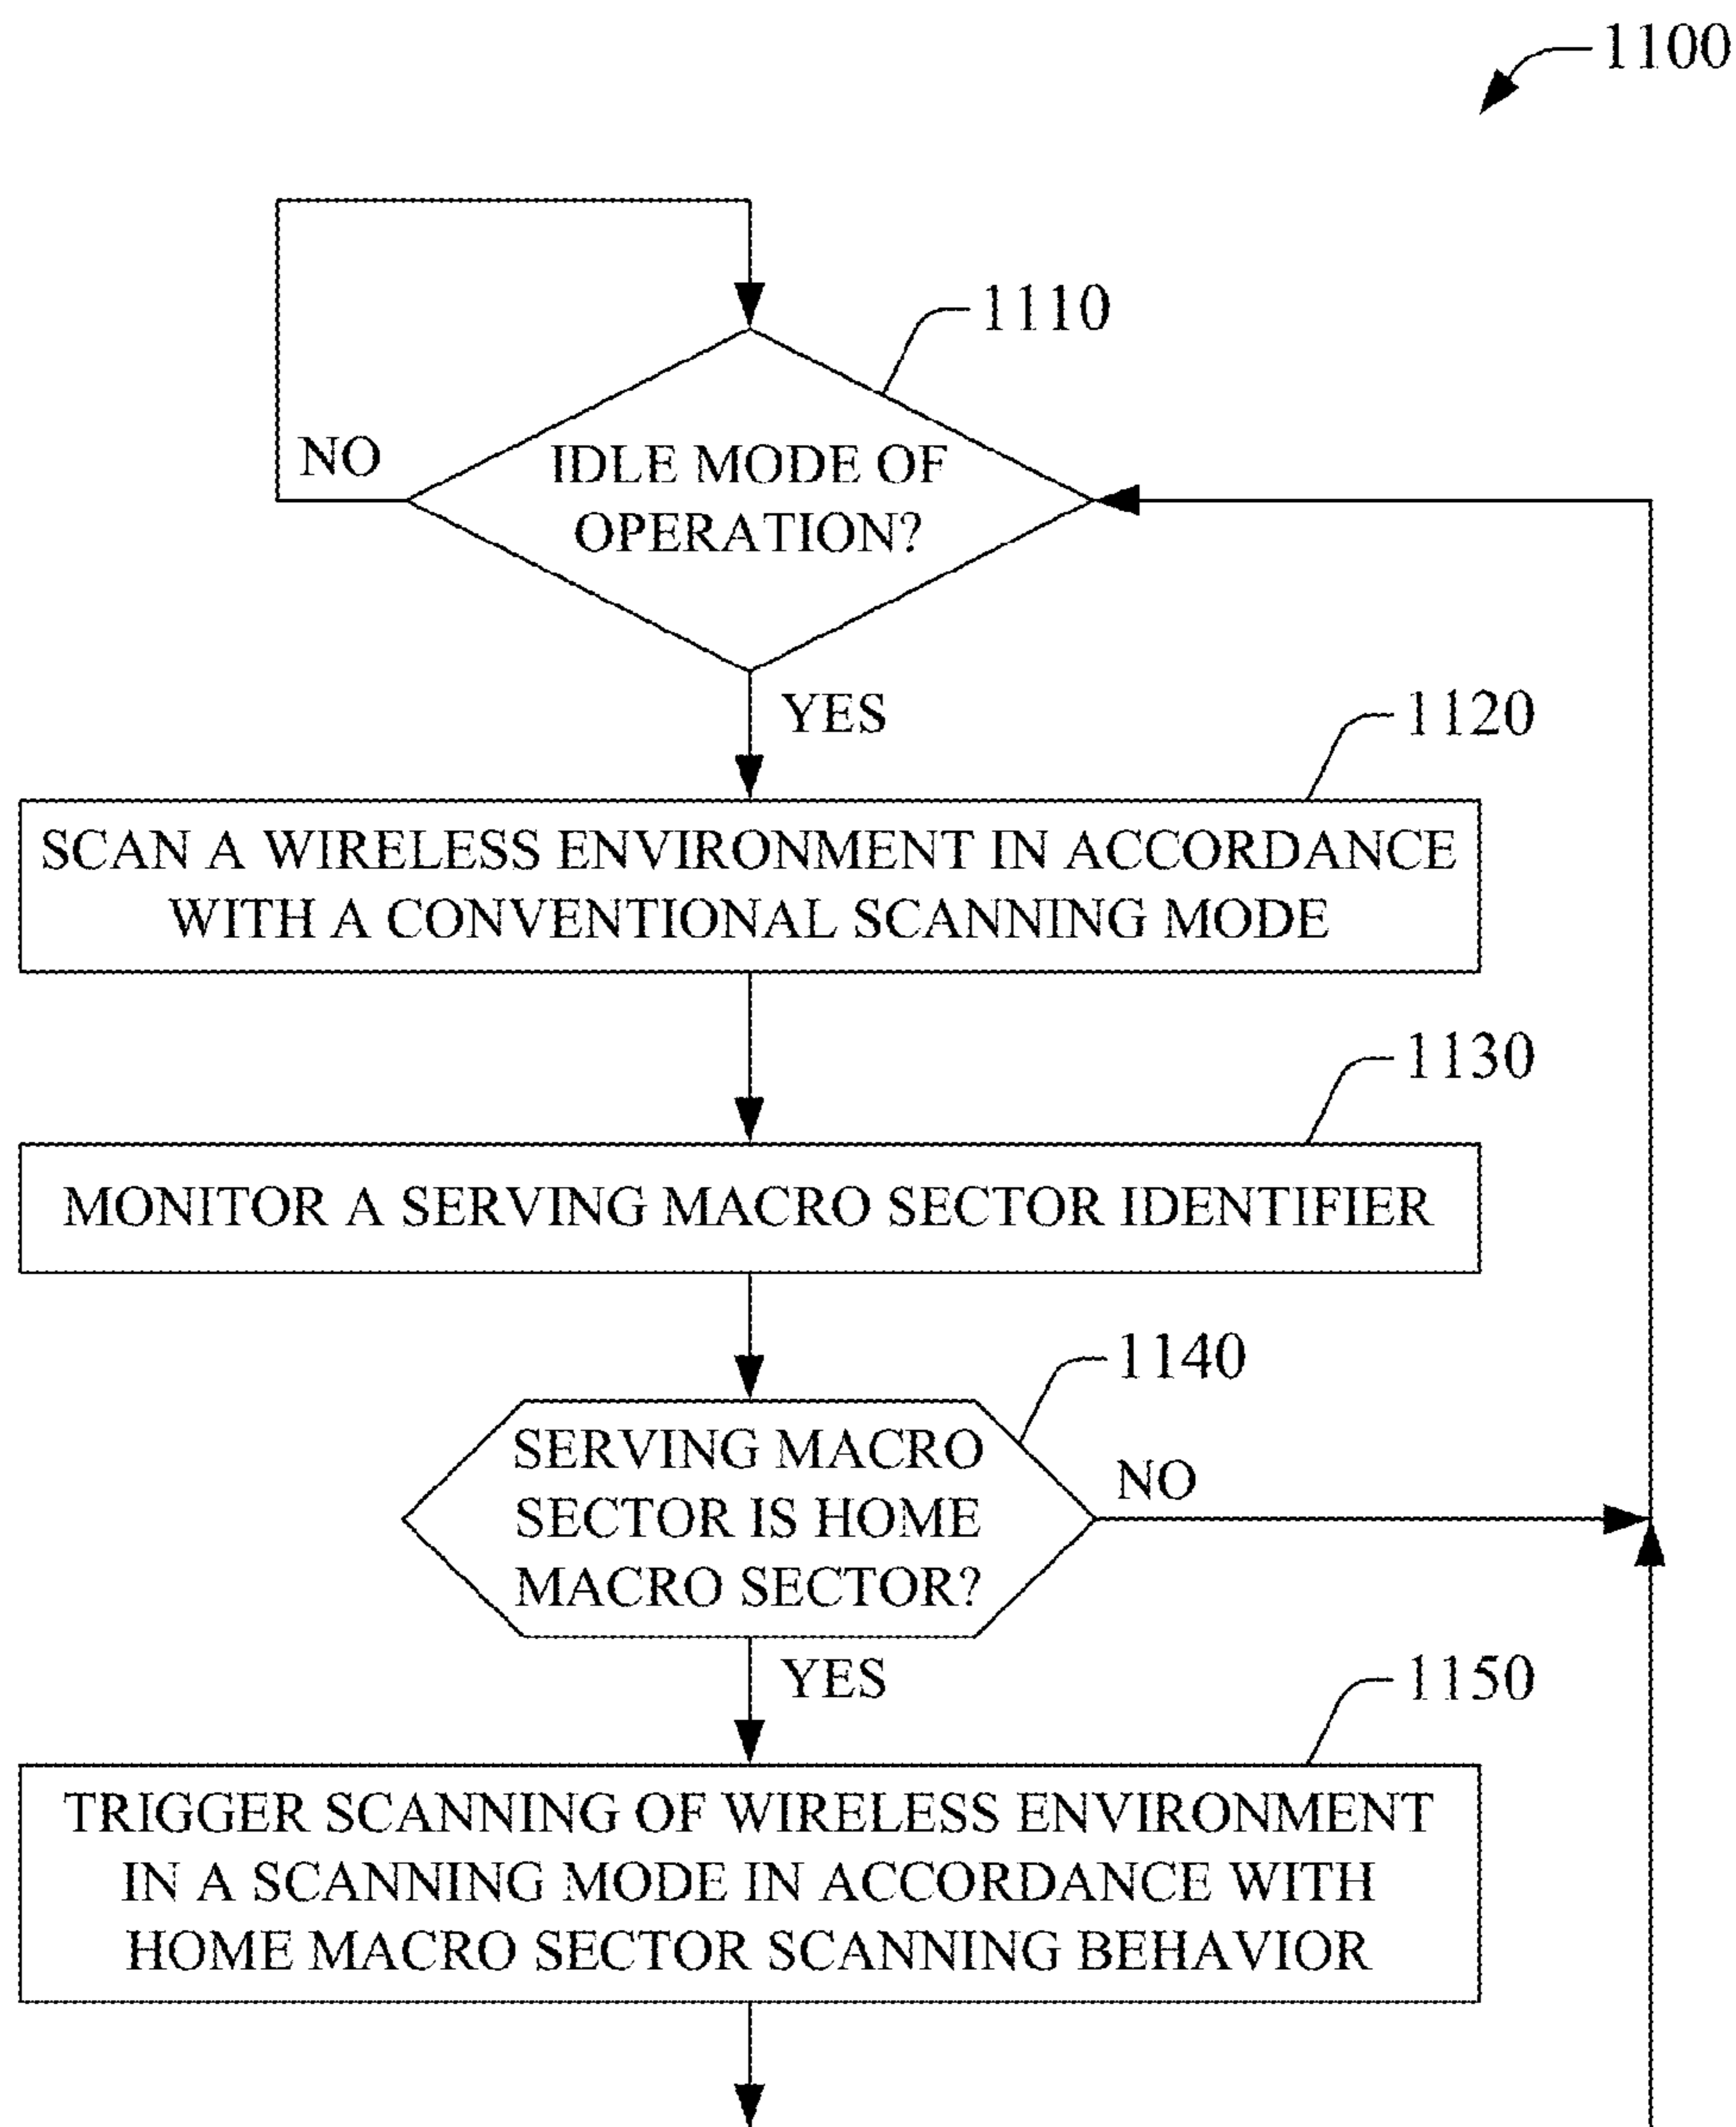 1100
1110
NO
IDLE MODE OF
OPERATION?
YES
1120
SCAN A WIRELESS ENVIRONMENT IN ACCORDANCE
WITH A CONVENTIONAL SCANNING MODE
1130
MONITOR A SERVING MACRO SECTOR IDENTIFIER
1140
SERVING MACRO
SECTOR IS HOME
MACRO SECTOR?
NO
YES
1150
TRIGGER SCANNING OF WIRELESS ENVIRONMENT
IN A SCANNING MODE IN ACCORDANCE WITH
HOME MACRO SECTOR SCANNING BEHAVIOR